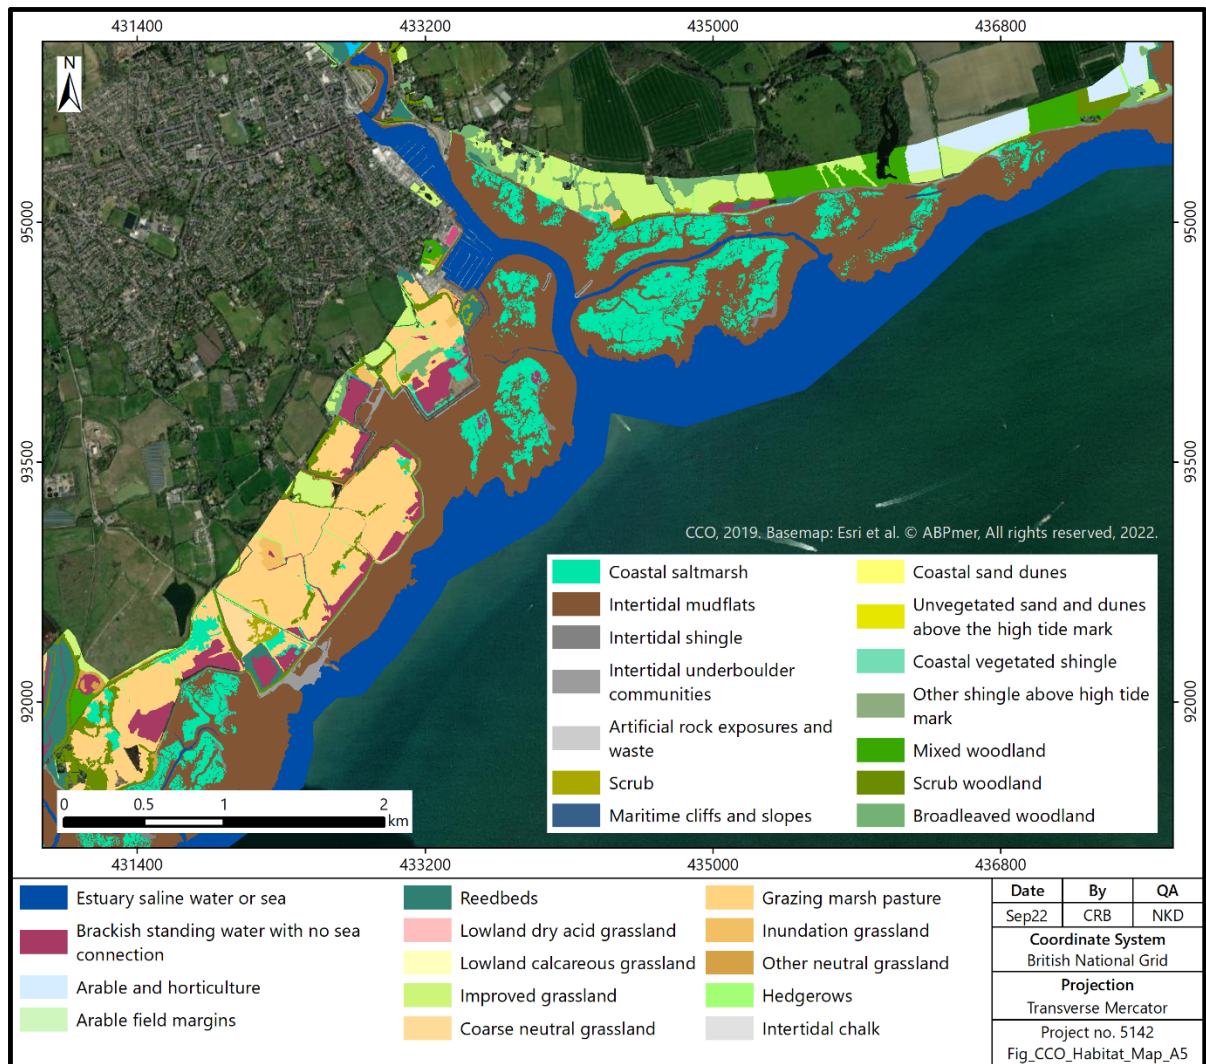 431400 433200 435000 436800
N
95000 95000
93500 93500
92000 92000
CCO, 2019. Basemap: Esri et al. © ABPmer, All rights reserved, 2022.
Coastal saltmarsh
Intertidal mudflats
Intertidal shingle
Intertidal underboulder
communities
Artificial rock exposures and
waste
Scrub
Maritime cliffs and slopes
Coastal sand dunes
Unvegetated sand and dunes
above the high tide mark
Coastal vegetated shingle
Other shingle above high tide
mark
Mixed woodland
Scrub woodland
Broadleaved woodland
0 0.5 1 2
km
431400 433200 435000 436800
Estuary saline water or sea
Brackish standing water with no sea
connection
Arable and horticulture
Arable field margins
Reedbeds
Lowland dry acid grassland
Lowland calcareous grassland
Improved grassland
Coarse neutral grassland
Grazing marsh pasture
Inundation grassland
Other neutral grassland
Hedgerows
Intertidal chalk
Date By QA
Sep22 CRB NKD
Coordinate System
British National Grid
Projection
Transverse Mercator
Project no. 5142
Fig_CCO_Habitat_Map_A5